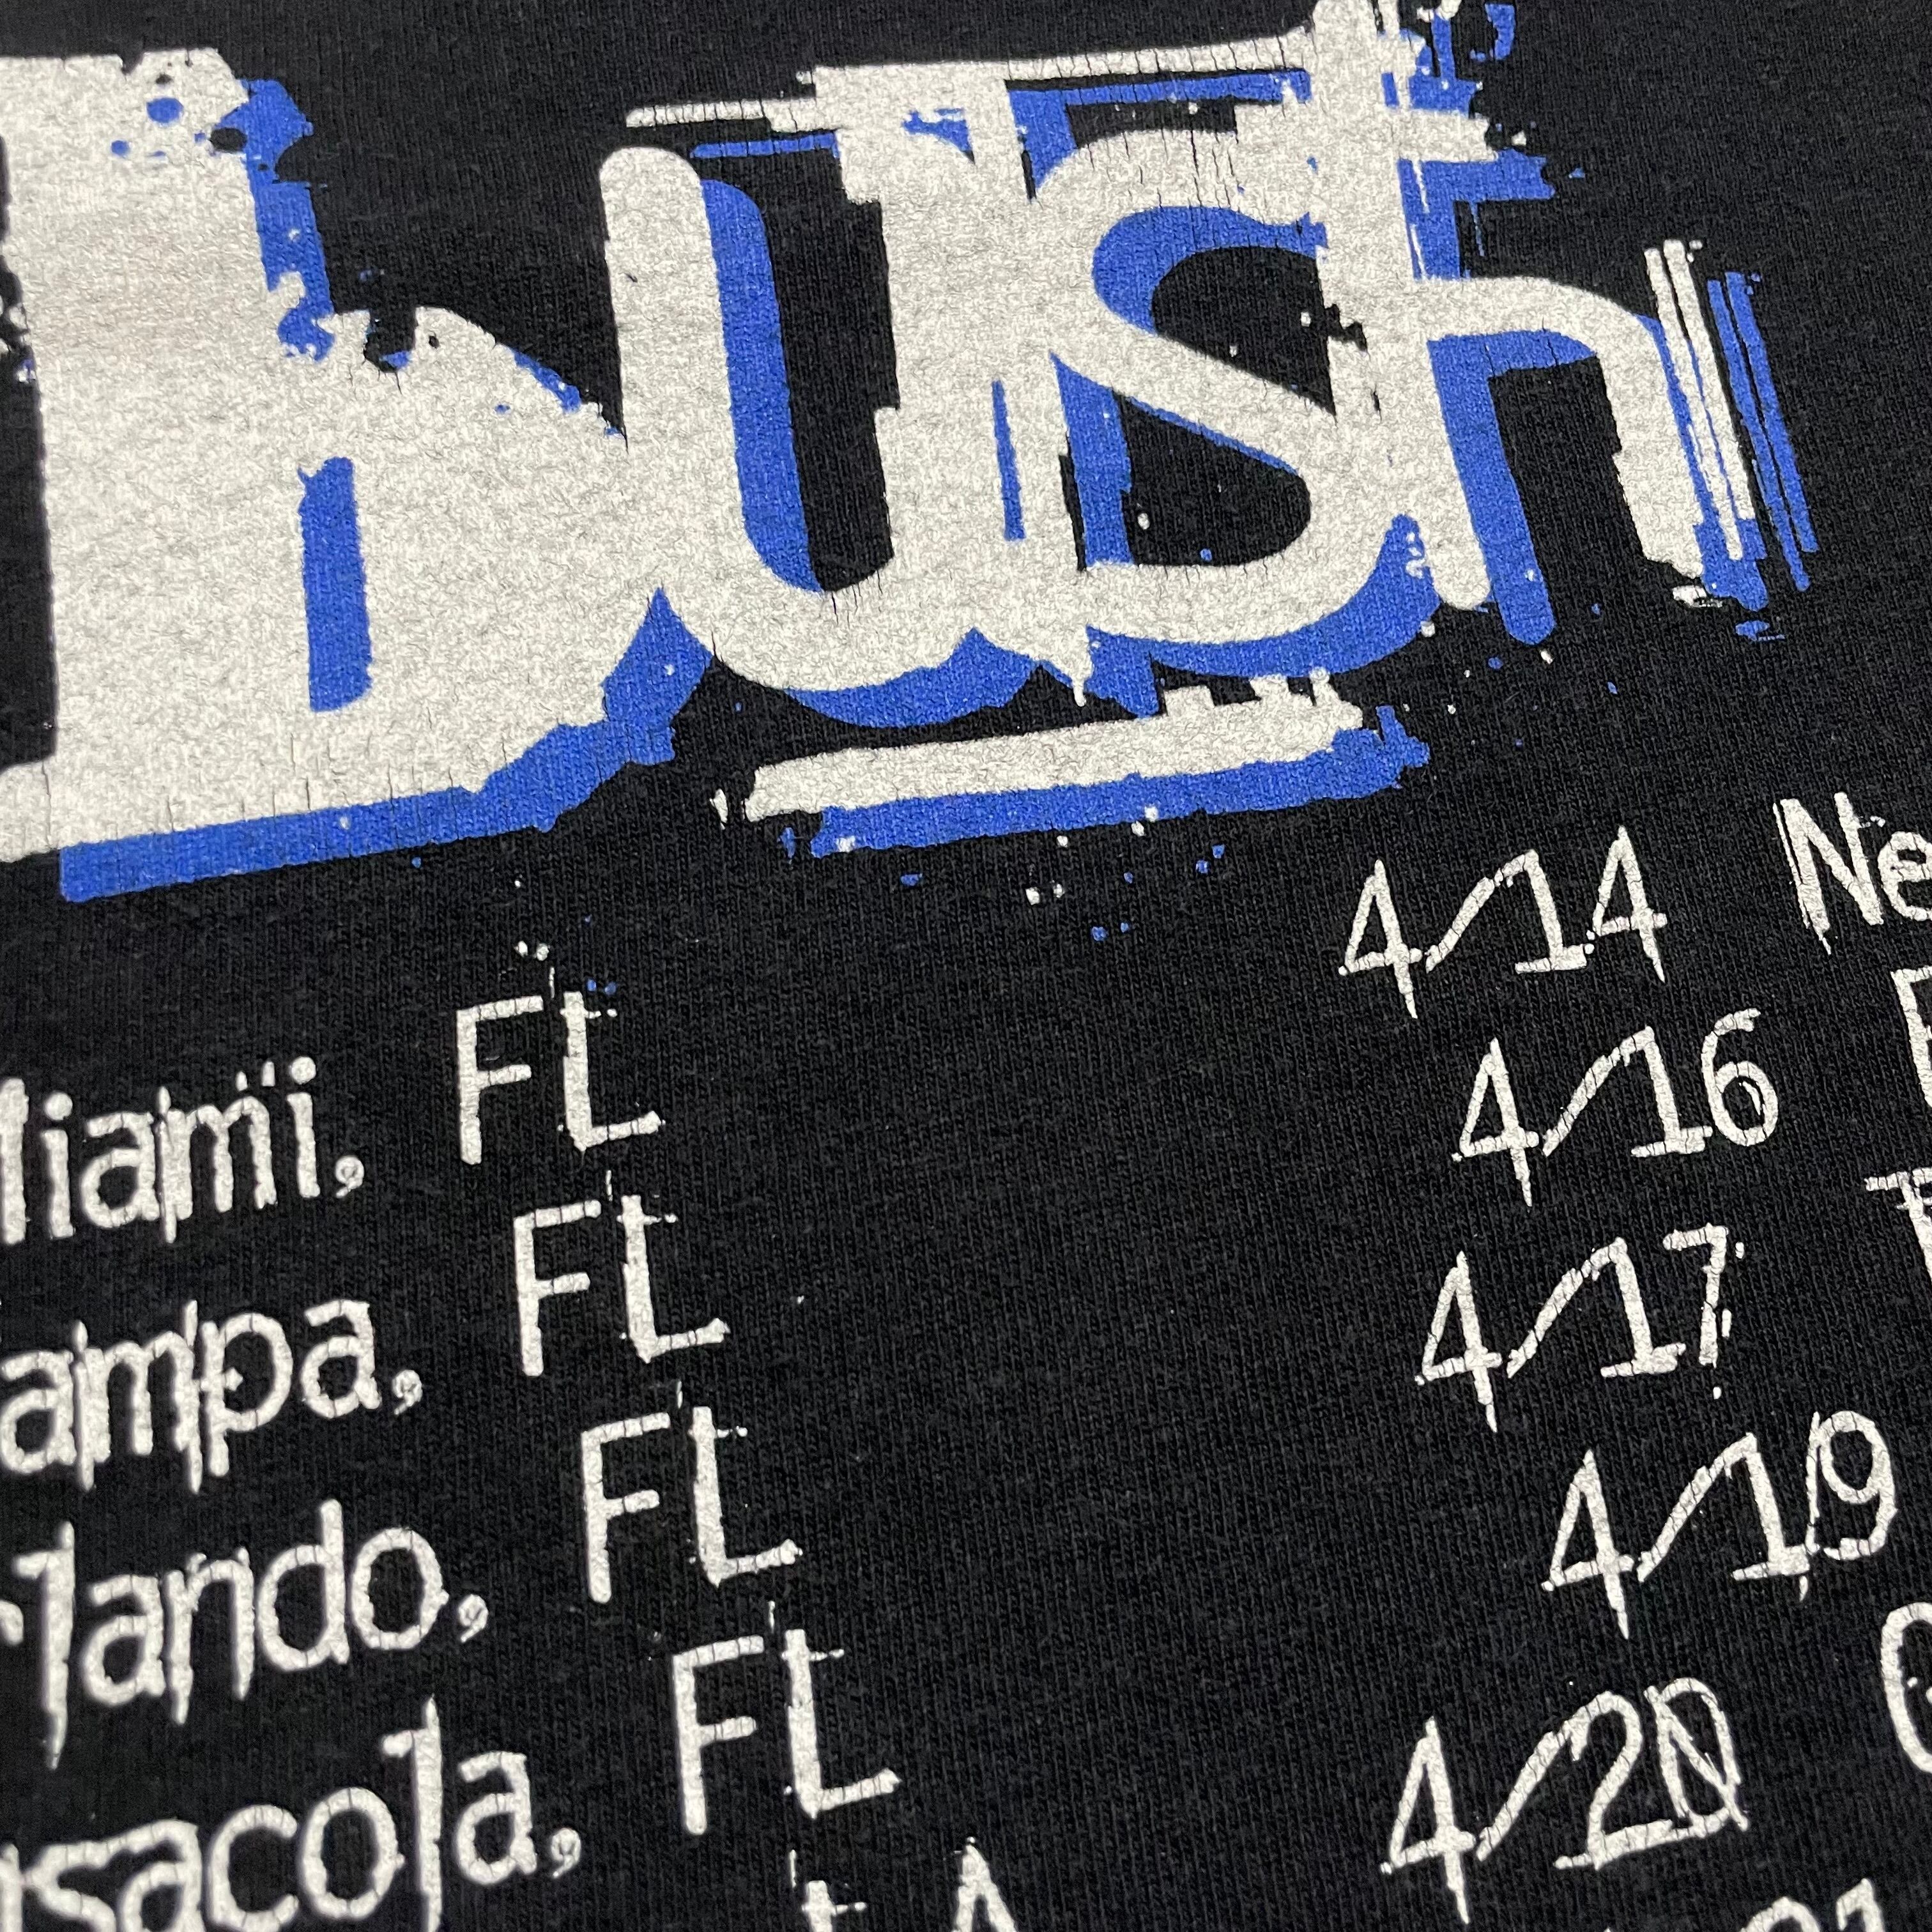 bush
Miami, FL
Tampa, FL
Orlando, FL
Pensacola, FL
LA
4/14 Ne
4/16
4/17
4/19
4/20